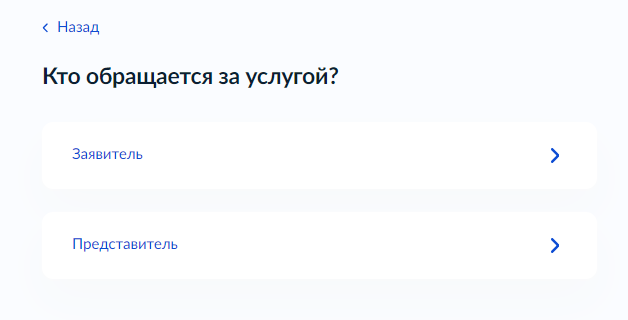 Назад
Кто обращается за услугой?
Заявитель
Представитель